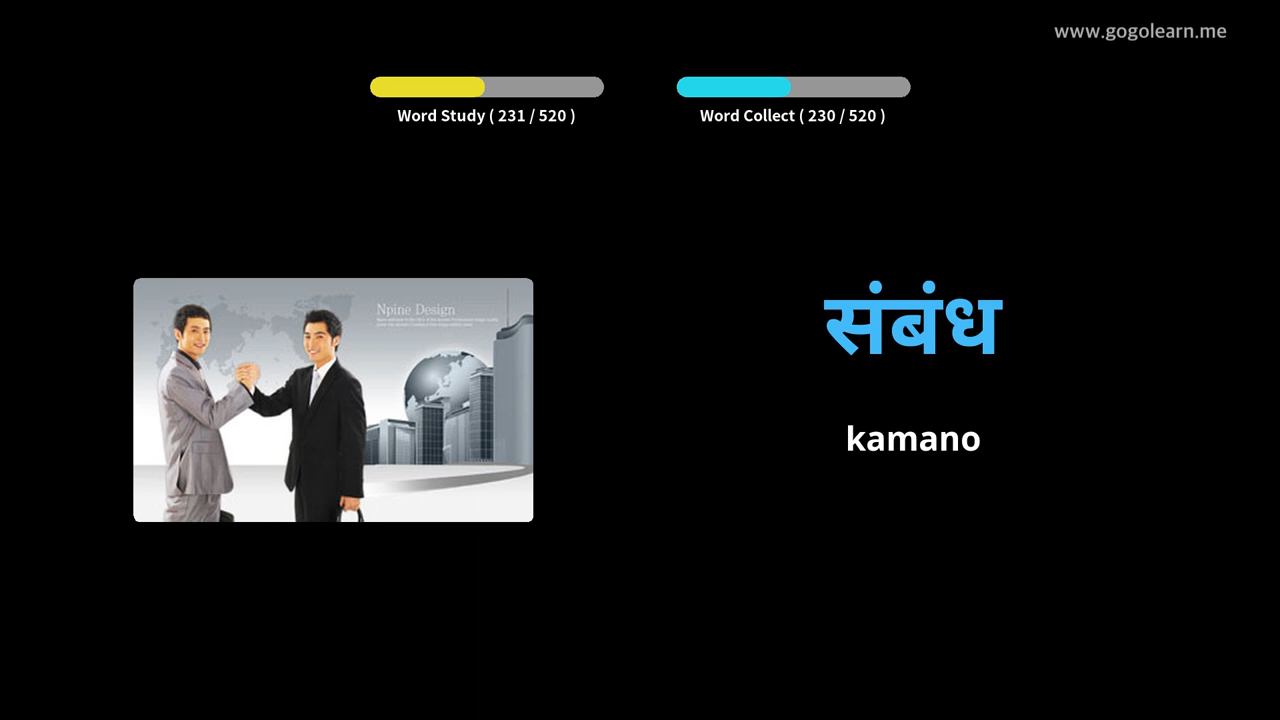 www.gogolearn.me
Word Study ( 231 / 520 )
Word Collect ( 230 / 520 )
Npine Design
संबंध
kamano